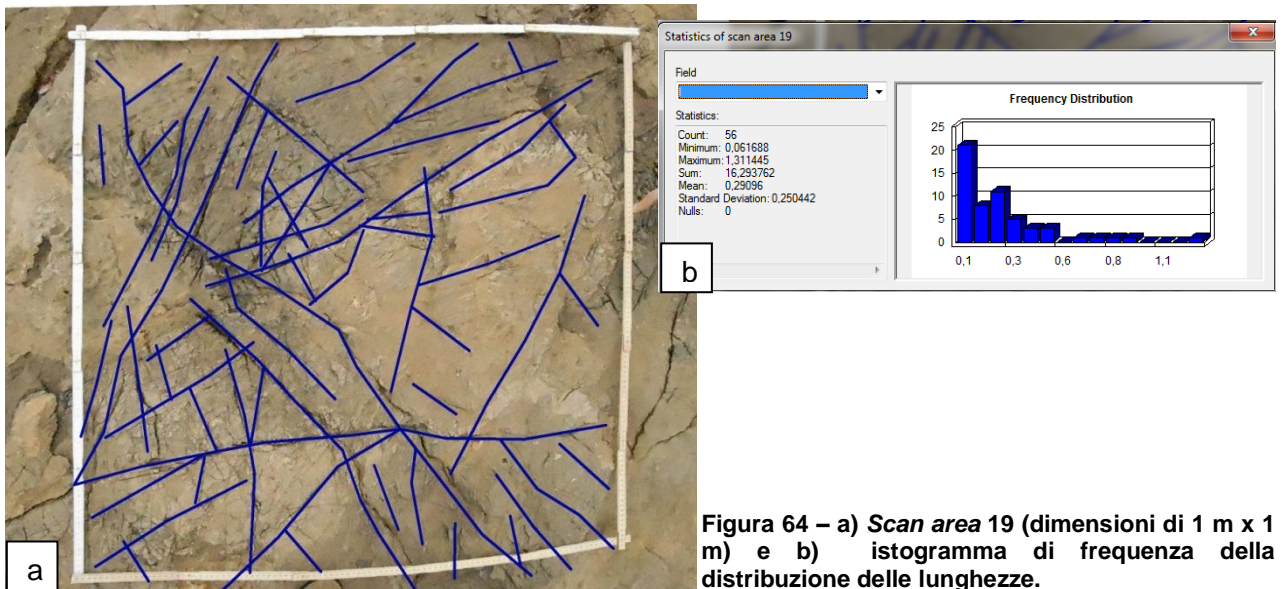 Statistics of scan area 19
x
Field
Statistics:
Count: 56
Minimum: 0,061688
Maximum: 1,311445
Sum: 16,293762
Mean: 0,29096
Standard Deviation: 0,250442
Nulls: 0
Frequency Distribution
25
20
15
10
5
0
0,1 0,3 0,6 0,8 1,1
b
a
Figura 64 – a) Scan area 19 (dimensioni di 1 m x 1
m) e b) istogramma di frequenza della
distribuzione delle lunghezze.